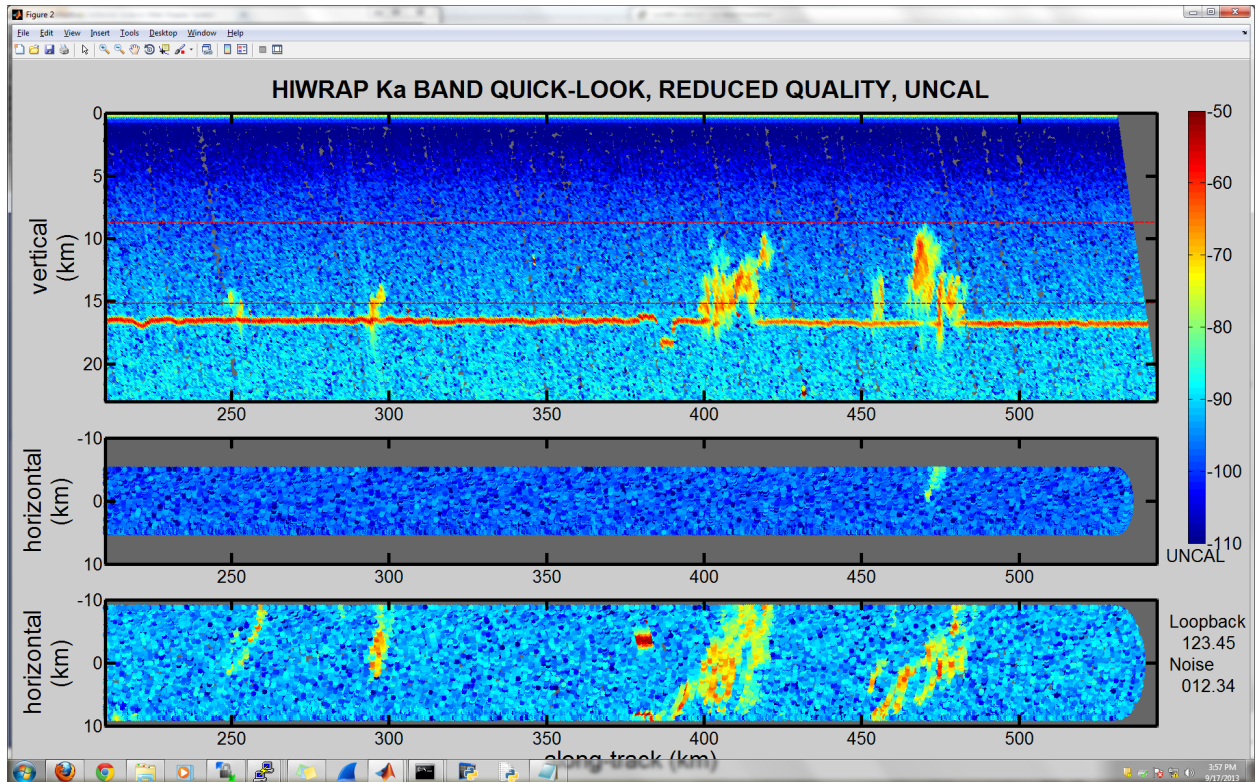 Figure 2
File Edit View Insert Tools Desktop Window Help
HIWRAP Ka BAND QUICK-LOOK, REDUCED QUALITY, UNCAL
vertical
(km)
0
5
10
15
20
250 300 350 400 450 500
-50
-60
-70
-80
-90
-100
-110
UNCAL
horizontal
(km)
-10
0
10
250 300 350 400 450 500
horizontal
(km)
-10
0
10
250 300 350 400 450 500
along-track (km)
Loopback
123.45
Noise
012.34
3:57 PM
9/17/2013